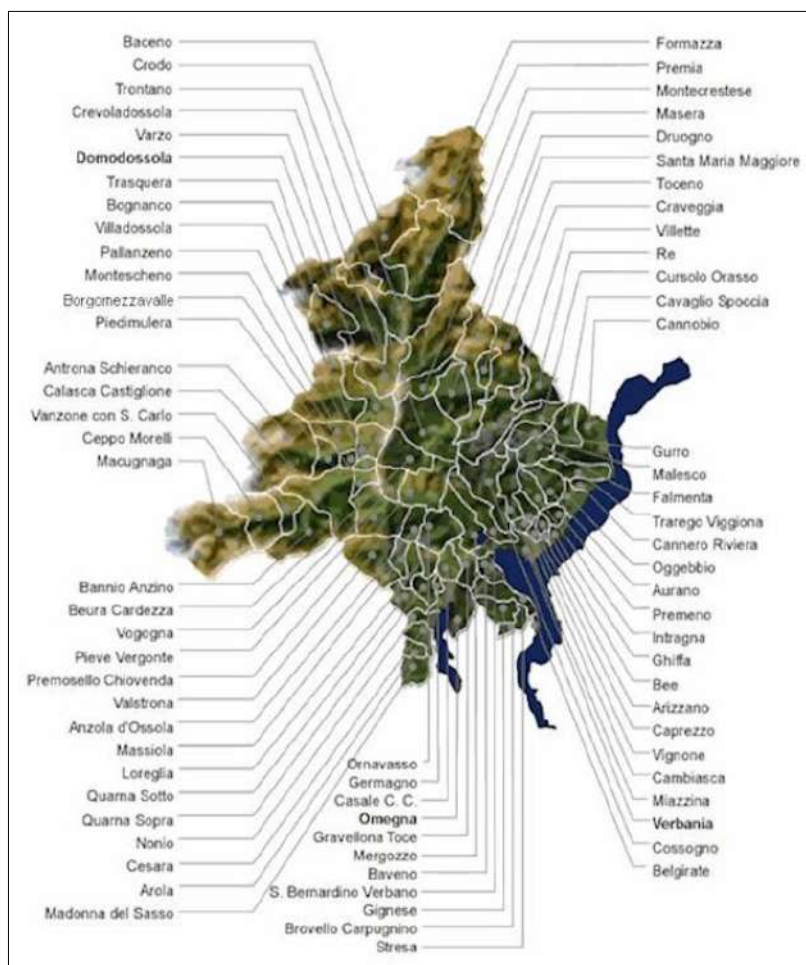 Baceno
Crodo
Trontano
Crevoladossola
Varzo
Domodossola
Trasquera
Bognanco
Villadossola
Pallanzeno
Montescheno
Borgomezzavalle
Piedimulera
Antrona Schieranco
Calasca Castiglione
Vanzone con S. Carlo
Ceppo Morelli
Macugnaga
Bannio Anzino
Beura Cardezza
Vogogna
Pieve Vergonte
Premosello Chiovenda
Valstrona
Anzola d'Ossola
Massiola
Loreglia
Quarna Sotto
Quarna Sopra
Nonio
Cesara
Arola
Madonna del Sasso
Ornavasso
Germagno
Casale C. C.
Omegna
Gravellona Toce
Mergozzo
Baveno
S. Bernardino Verbano
Gignese
Brovello Carpugnino
Stresa
Formazza
Premia
Montecrestese
Masera
Druogno
Santa Maria Maggiore
Toceno
Craveggia
Villette
Re
Cursolo Orasso
Cavaglio Spoccia
Cannobio
Gurro
Malesco
Falmenta
Trarego Viggiona
Cannero Riviera
Oggebbio
Aurano
Premeno
Intragna
Ghiffa
Bee
Arizzano
Caprezzo
Vignone
Cambiasca
Miazzina
Verbania
Cossogno
Belgirate